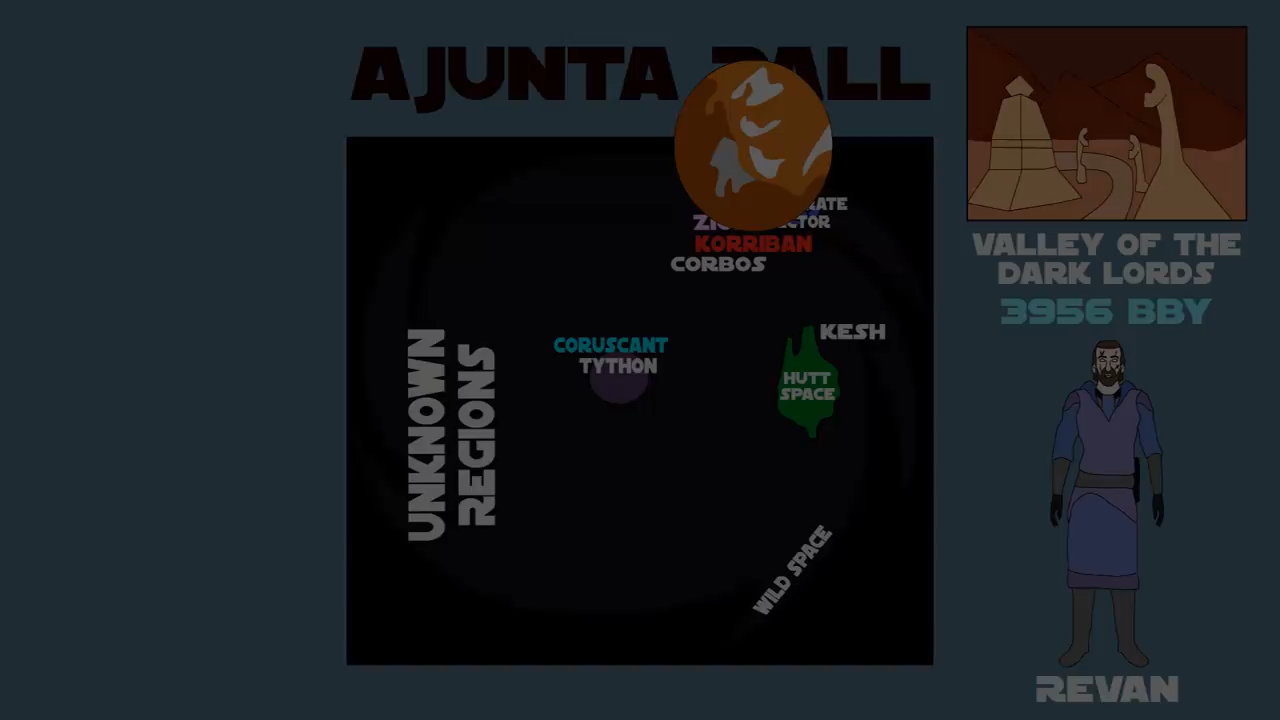 AJUNTA PALL
KORRIBAN
CORBOS
KESH
CORUSCANT
TYTHON
HUTT
SPACE
UNKNOWN
REGIONS
WILD SPACE
VALLEY OF THE
DARK LORDS
3956 BBY
REVAN